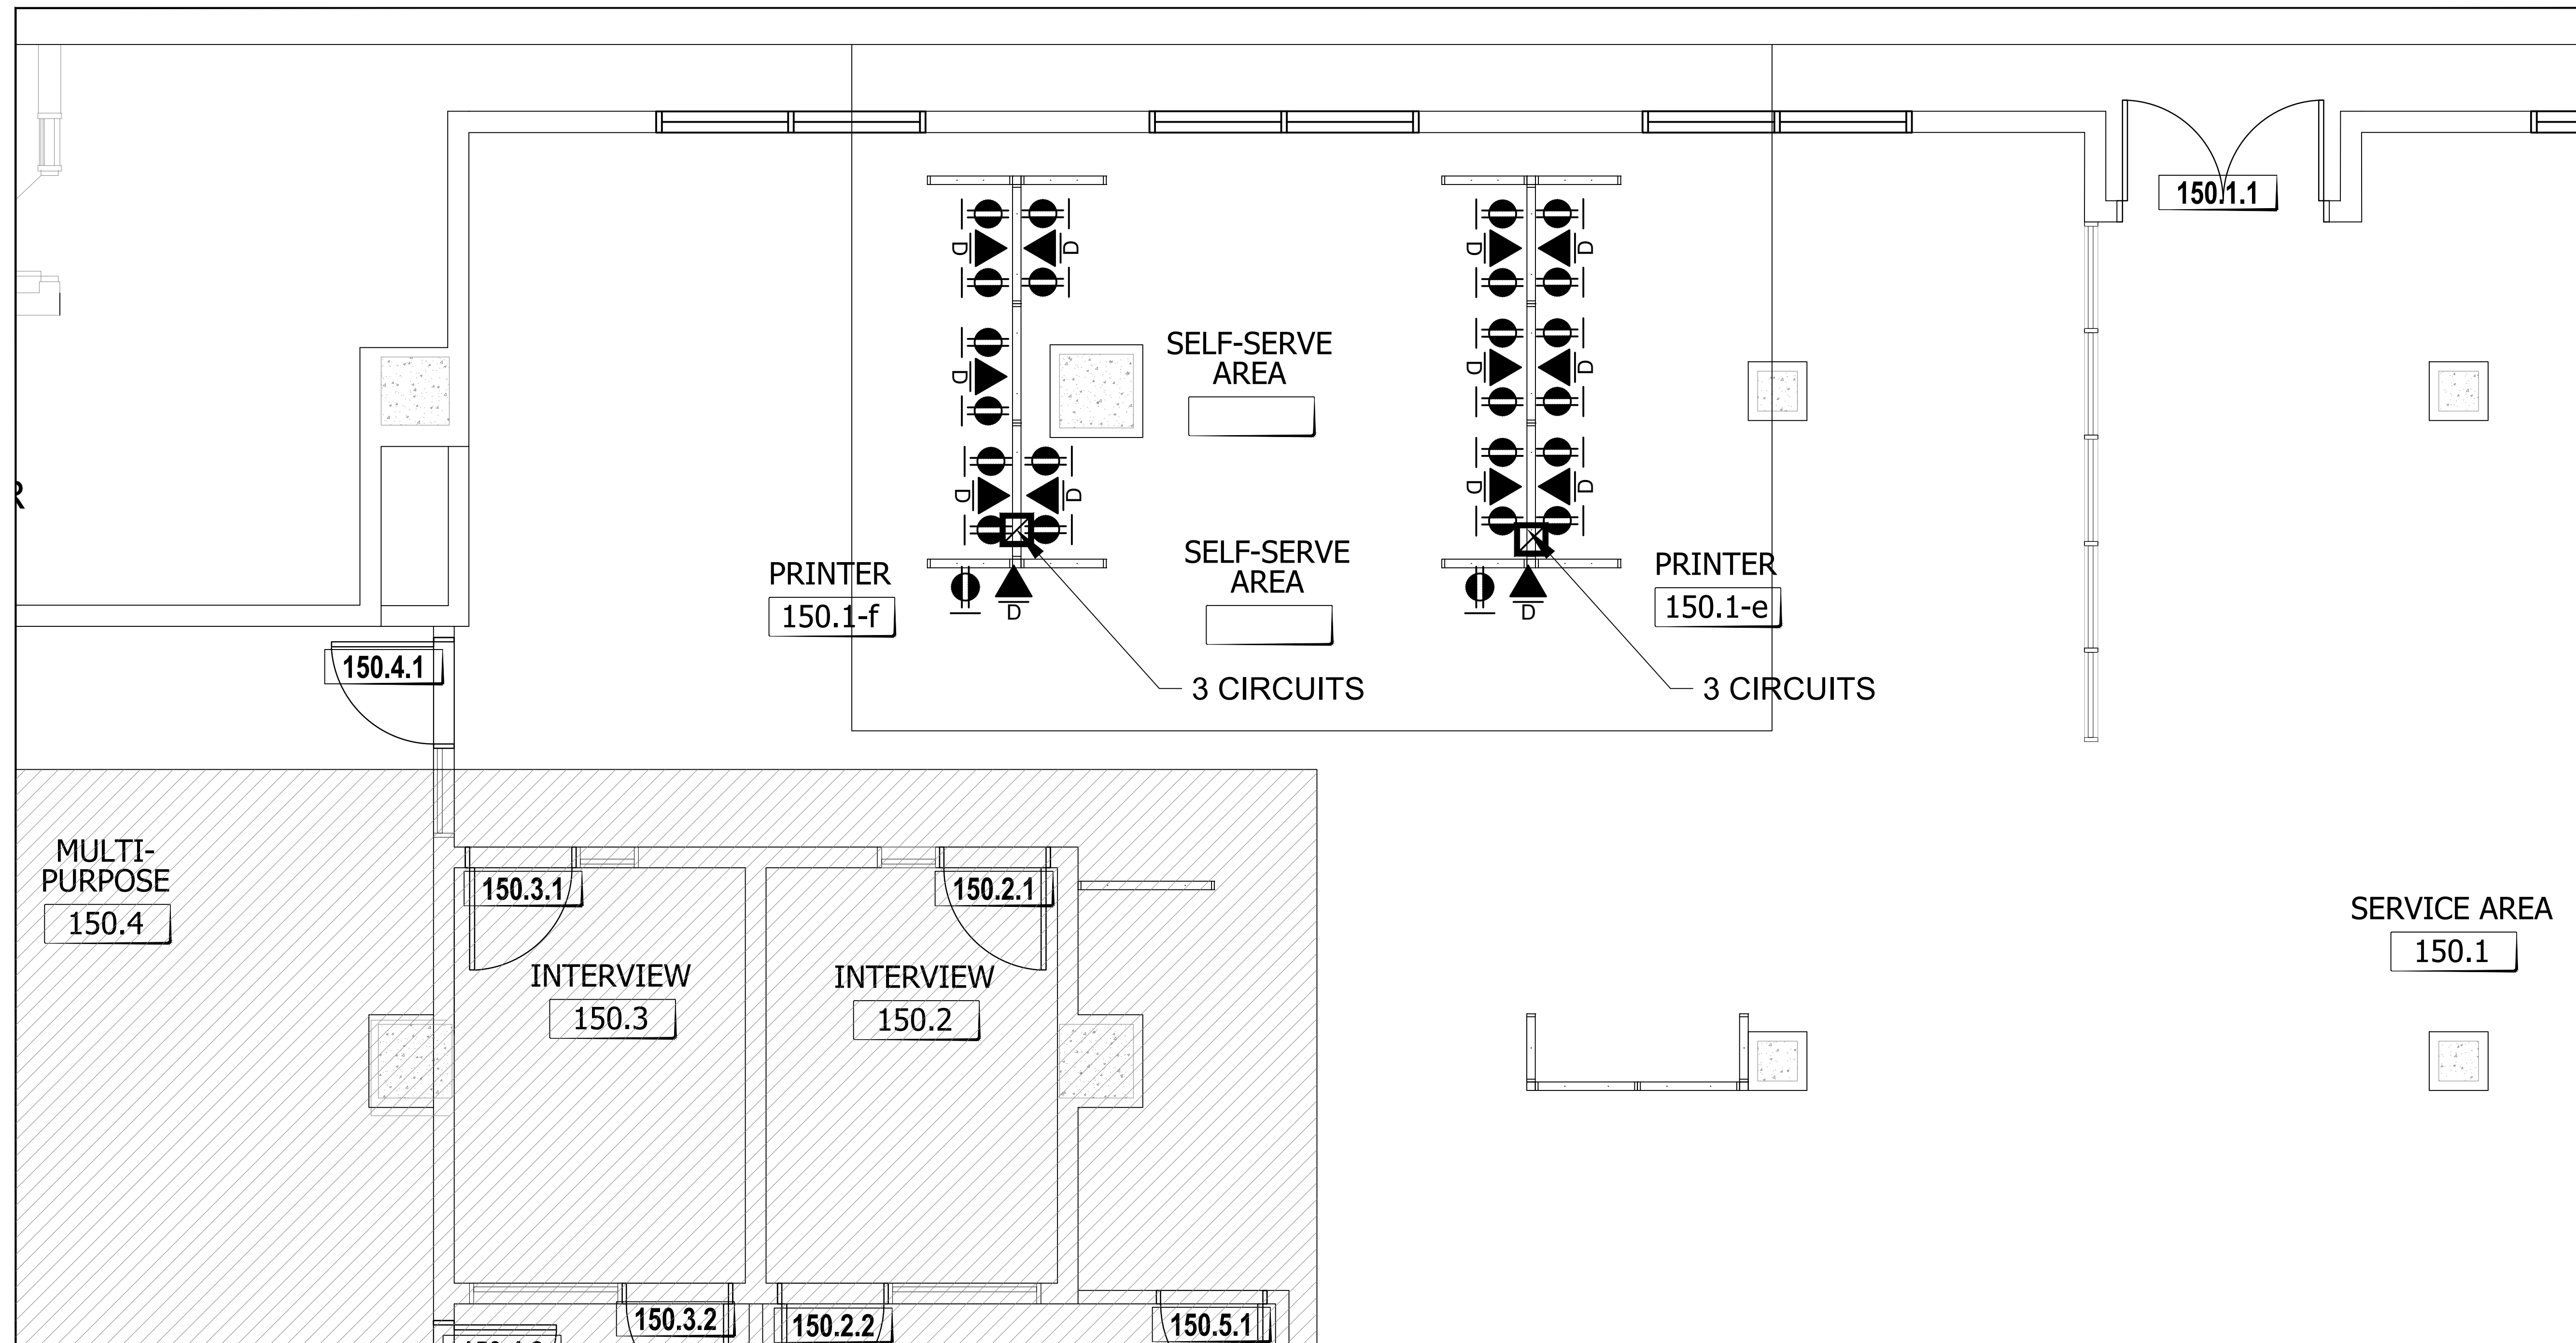 150.1.1
D
D
D
D
SELF-SERVE
AREA
D
D
D
R
D
D
D
D
SELF-SERVE
AREA
PRINTER
150.1-f
PRINTER
150.1-e
D
D
150.4.1
3 CIRCUITS
3 CIRCUITS
MULTI-
PURPOSE
150.4
150.3.1
150.2.1
SERVICE AREA
150.1
INTERVIEW
150.3
INTERVIEW
150.2
150.3.2
150.2.2
150.5.1